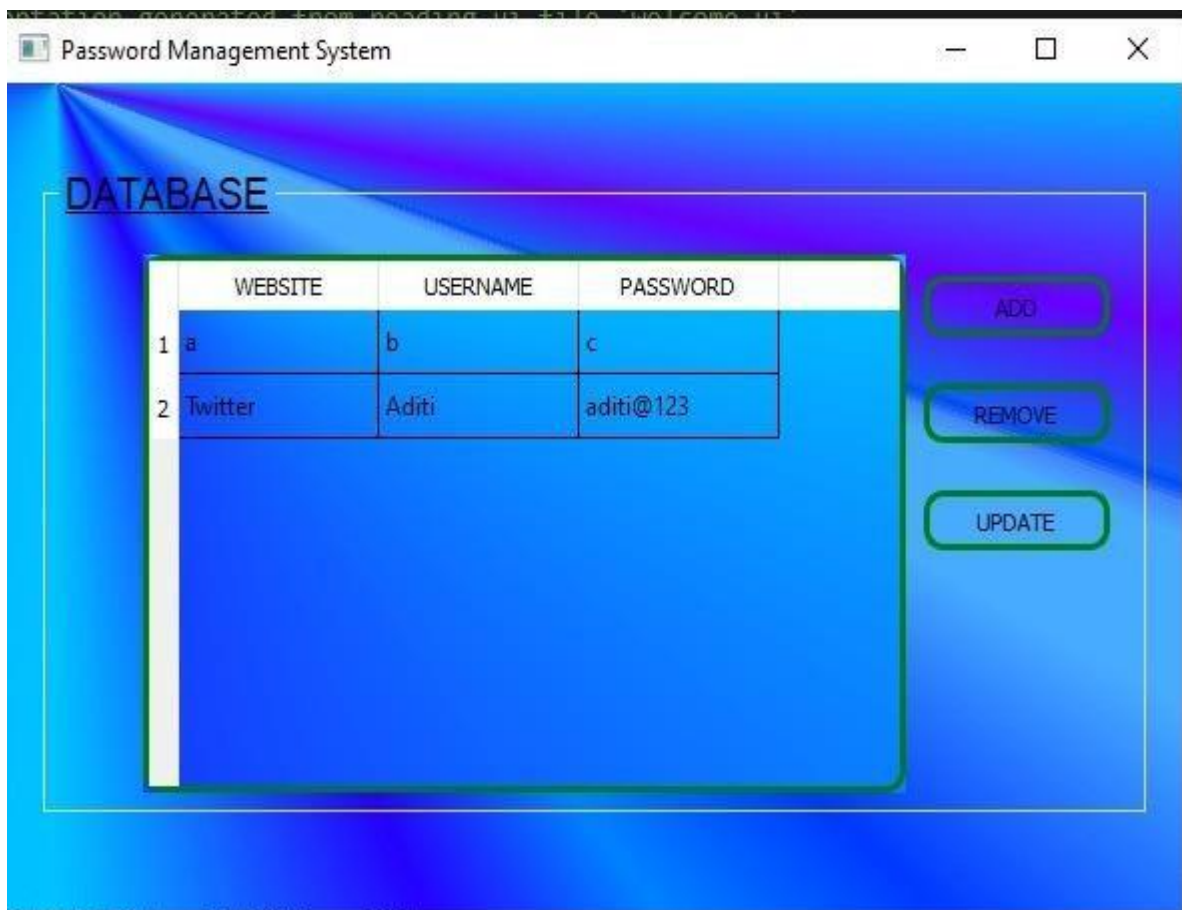 Password Management System
DATABASE
WEBSITE USERNAME PASSWORD
ADD
1 a b c
2 Twitter Aditi aditi@123
REMOVE
UPDATE